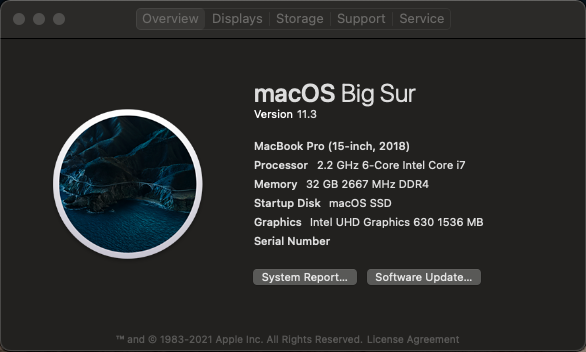 Overview Displays Storage Support Service
macOS Big Sur
Version 11.3
MacBook Pro (15-inch, 2018)
Processor 2.2 GHz 6-Core Intel Core i7
Memory 32 GB 2667 MHz DDR4
Startup Disk macOS SSD
Graphics Intel UHD Graphics 630 1536 MB
Serial Number
System Report... Software Update...
™ and © 1983-2021 Apple Inc. All Rights Reserved. License Agreement